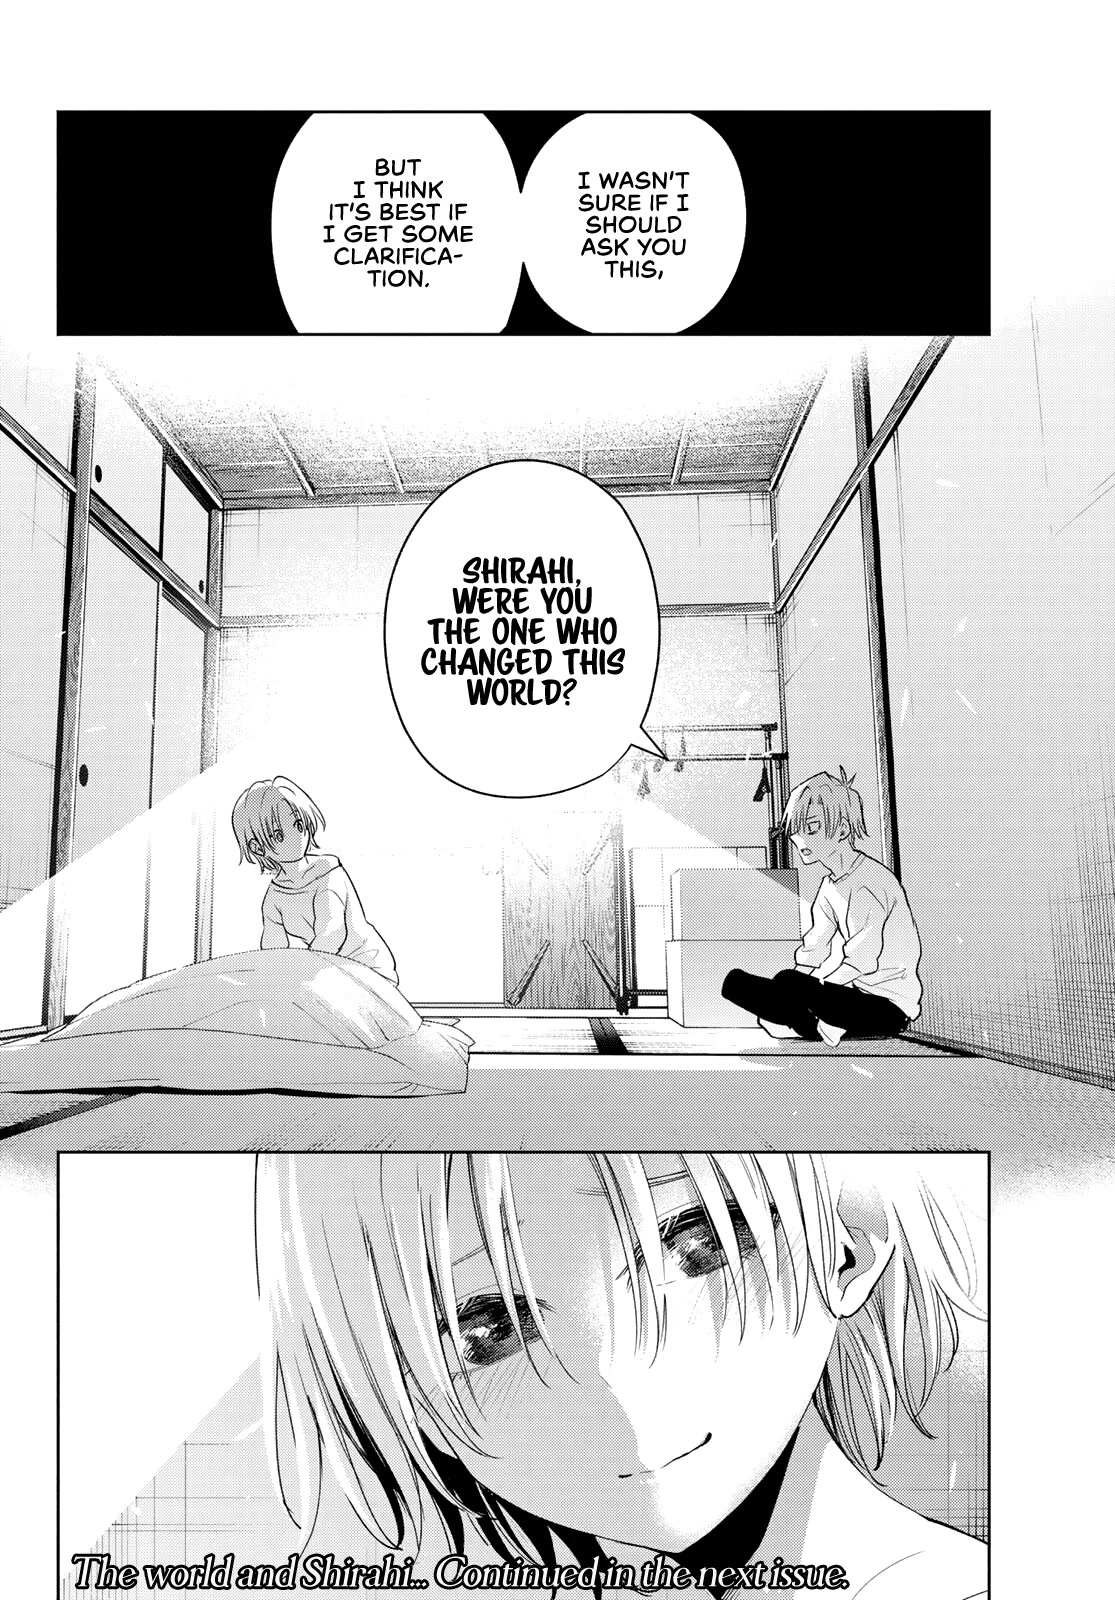 I WASN'T
SURE IF I
SHOULD
ASK YOU
THIS,
BUT
I THINK
IT'S BEST IF
I GET SOME
CLARIFICA-
TION.
SHIRAHI,
WERE YOU
THE ONE WHO
CHANGED THIS
WORLD?
The world and Shirahi... Continued in the next issue.